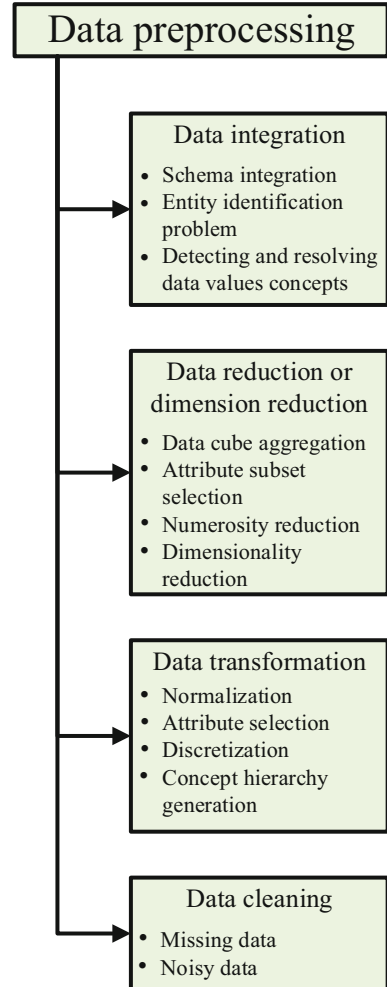 Data preprocessing
Data integration
• Schema integration
• Entity identification
problem
• Detecting and resolving
data values concepts
Data reduction or
dimension reduction
• Data cube aggregation
• Attribute subset
selection
• Numerosity reduction
• Dimensionality
reduction
Data transformation
• Normalization
• Attribute selection
• Discretization
• Concept hierarchy
generation
Data cleaning
• Missing data
• Noisy data